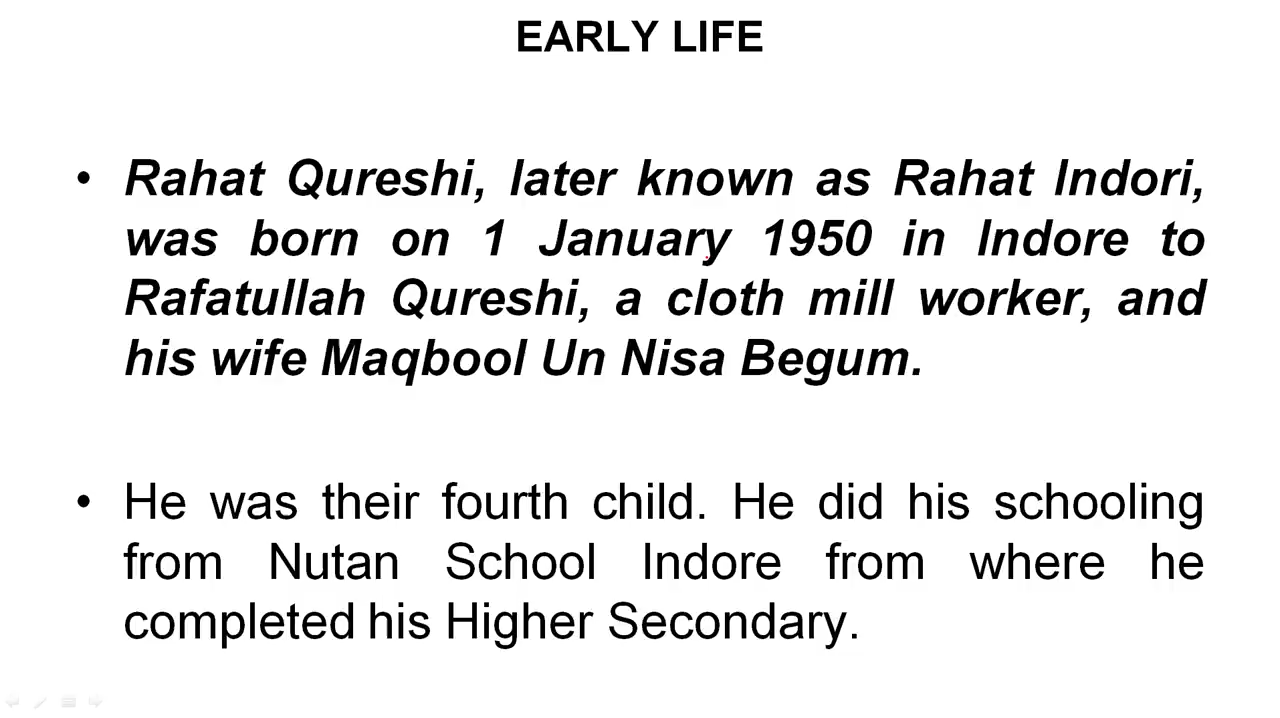 EARLY LIFE
• Rahat Qureshi, later known as Rahat Indori,
was born on 1 January 1950 in Indore to
Rafatullah Qureshi, a cloth mill worker, and
his wife Maqbool Un Nisa Begum.
• He was their fourth child. He did his schooling
from Nutan School Indore from where he
completed his Higher Secondary.